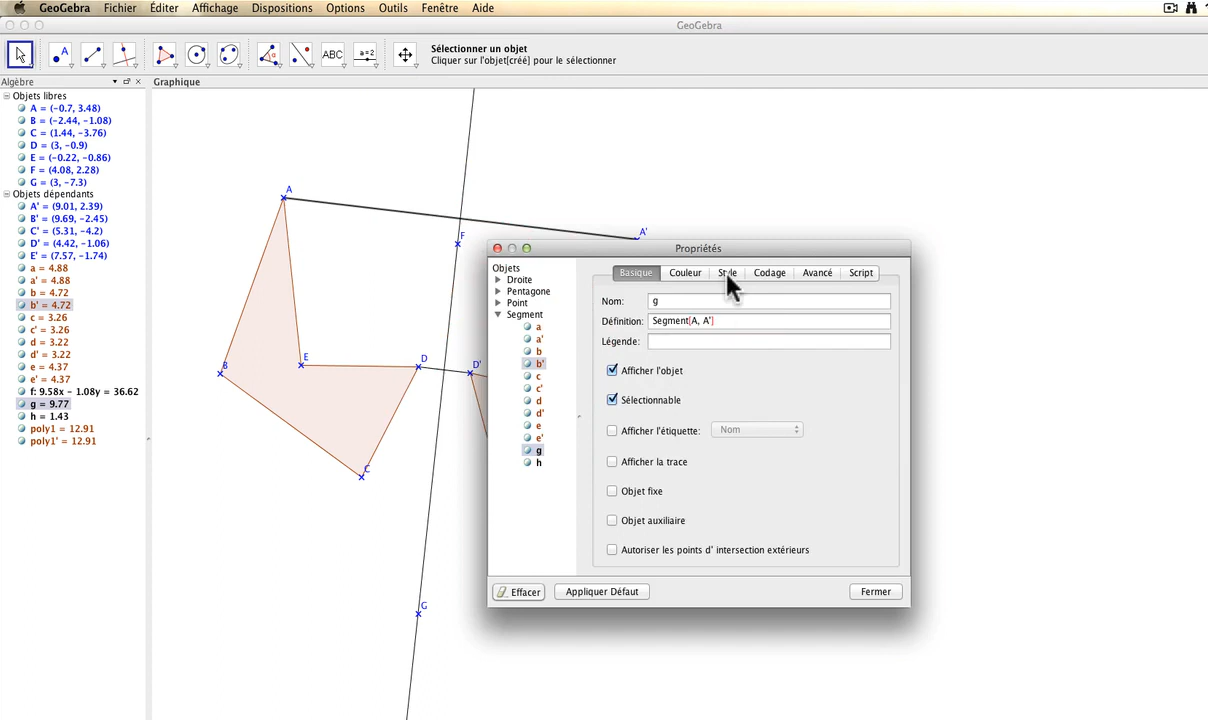 GeoGebra Fichier Éditer Affichage Dispositions Options Outils Fenêtre Aide
GeoGebra
A
ABC
a=2
Sélectionner un objet
Cliquer sur l'objet[créé] pour le sélectionner
Algèbre
Graphique
Objets libres
A = (-0.7, 3.48)
B = (-2.44, -1.08)
C = (1.44, -3.76)
D = (3, -0.9)
E = (-0.22, -0.86)
F = (4.08, 2.28)
G = (3, -7.3)
Objets dépendants
A' = (9.01, 2.39)
B' = (9.69, -2.45)
C' = (5.31, -4.2)
D' = (4.42, -1.06)
E' = (7.57, -1.74)
a = 4.88
a' = 4.88
b = 4.72
b' = 4.72
c = 3.26
c' = 3.26
d = 3.22
d' = 3.22
e = 4.37
e' = 4.37
f: 9.58x - 1.08y = 36.62
g = 9.77
h = 1.43
poly1 = 12.91
poly1' = 12.91
A
A'
F
E
D
D'
B
C
G
Propriétés
Objets
Droite
Pentagone
Point
Segment
a
a'
b
b'
c
c'
d
d'
e
e'
g
h
Basique Couleur Style Codage Avancé Script
Nom: g
Définition: Segment[A, A']
Légende:
Afficher l'objet
Sélectionnable
Afficher l'étiquette: Nom
Afficher la trace
Objet fixe
Objet auxiliaire
Autoriser les points d' intersection extérieurs
Effacer Appliquer Défaut Fermer